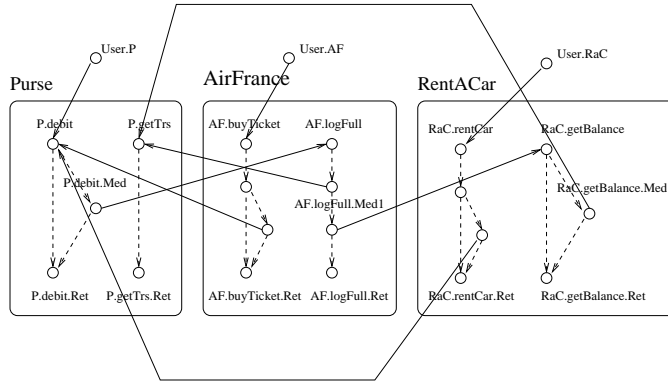 User.P
User.AF
User.RaC
Purse
AirFrance
RentACar
P.debit
P.getTrs
AF.buyTicket
AF.logFull
RaC.rentCar
RaC.getBalance
P.debit.Med
RaC.getBalance.Med
AF.logFull.Med1
P.debit.Ret
P.getTrs.Ret
AF.buyTicket.Ret
AF.logFull.Ret
RaC.rentCar.Ret
RaC.getBalance.Ret